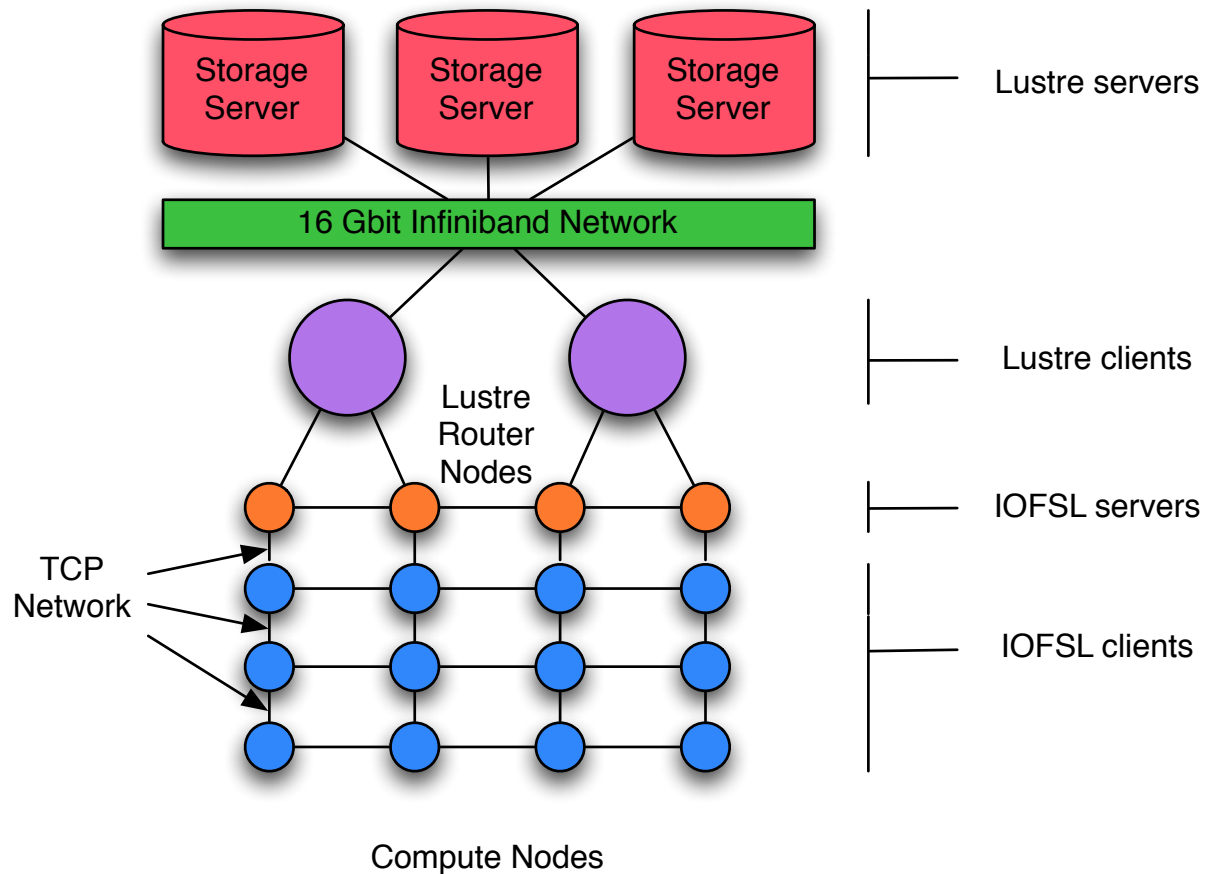 Storage
Server
Storage
Server
Storage
Server
Lustre servers
16 Gbit Infiniband Network
Lustre clients
Lustre
Router
Nodes
IOFSL servers
TCP
Network
IOFSL clients
Compute Nodes